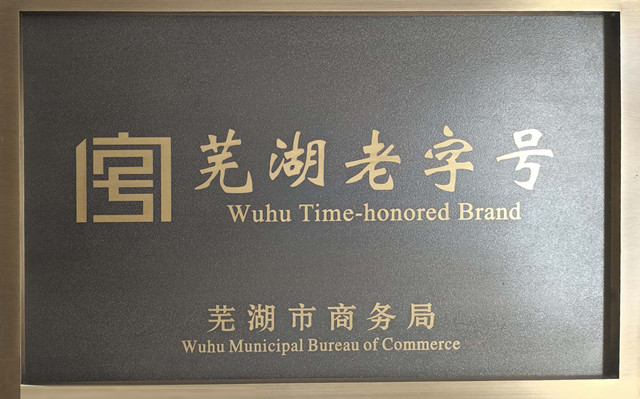 芜湖老字号
Wuhu Time-honored Brand
芜湖市商务局
Wuhu Municipal Bureau of Commerce